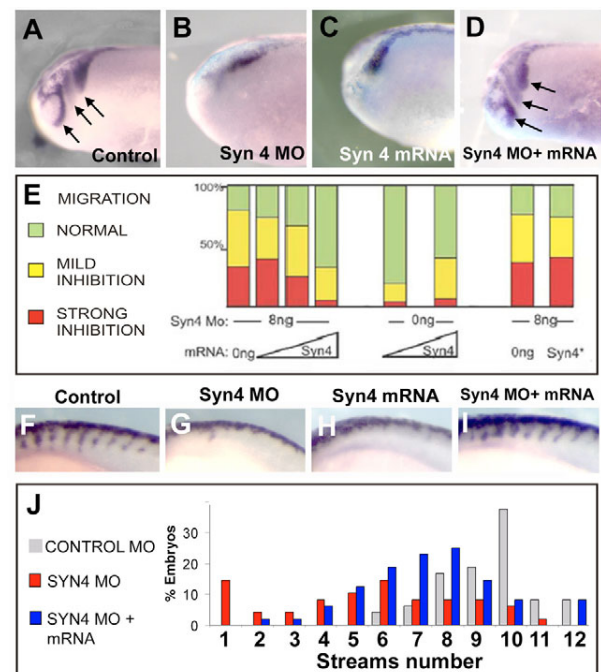 A
B
C
D
Control
Syn 4 MO
Syn 4 mRNA
Syn4 MO+ mRNA
E
MIGRATION
NORMAL
MILD
INHIBITION
STRONG
INHIBITION
100%
50%
Syn4 Mo: 8ng 0ng 8ng
mRNA: 0ng Syn4 Syn4 0ng Syn4*
Control
Syn4 MO
Syn4 mRNA
Syn4 MO+ mRNA
F
G
H
I
J
CONTROL MO
SYN4 MO
SYN4 MO +
mRNA
% Embryos
30
20
10
0
1 2 3 4 5 6 7 8 9 10 11 12
Streams number